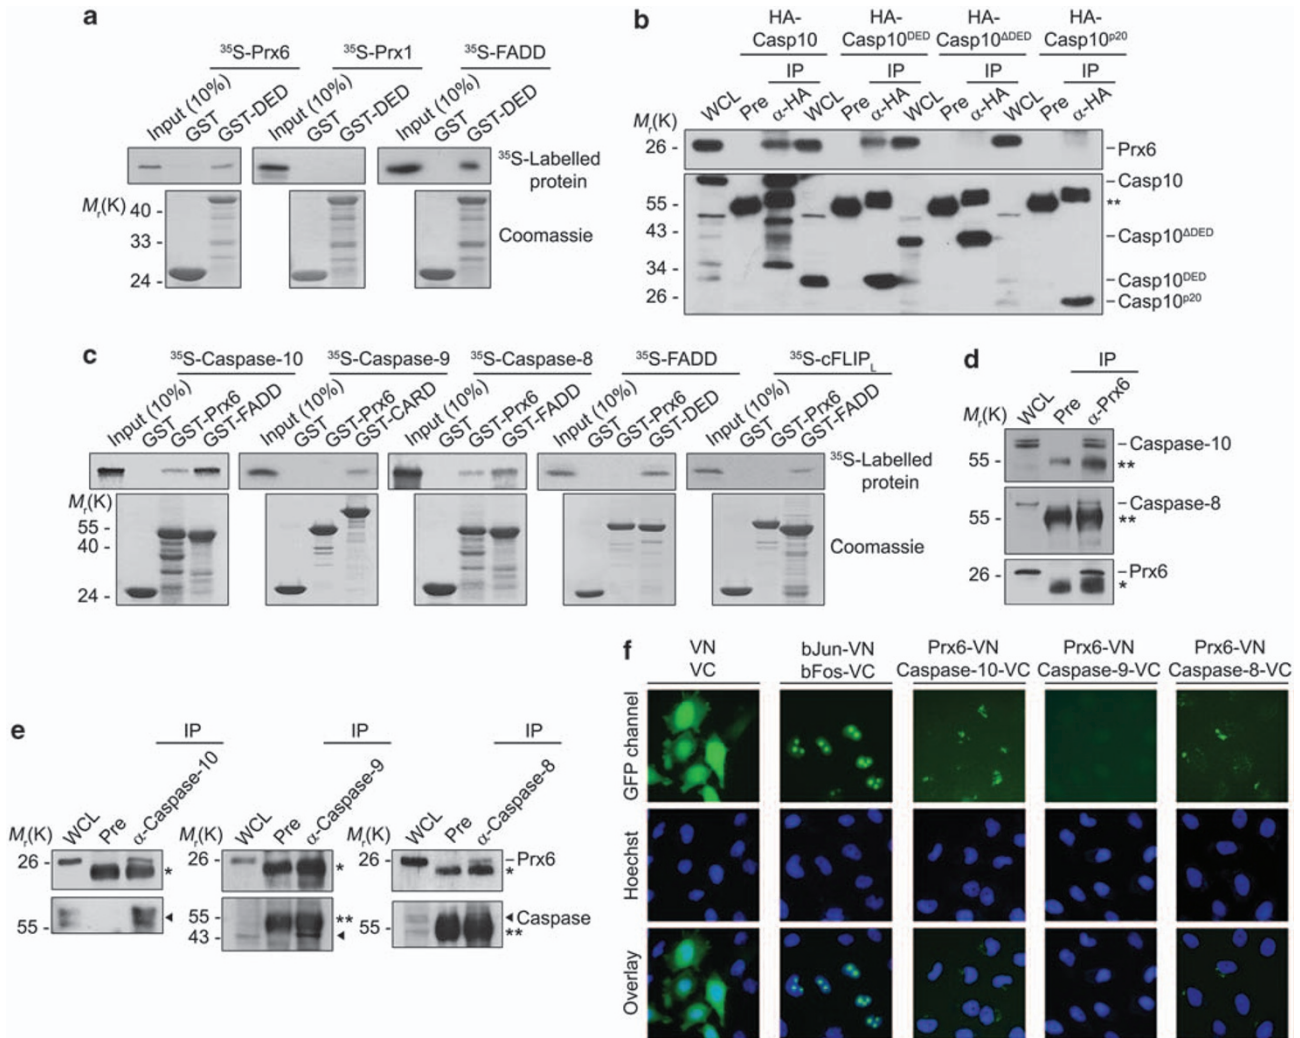 a
³⁵S-Prx6 ³⁵S-Prx1 ³⁵S-FADD
Input (10%) GST GST-DED Input (10%) GST GST-DED Input (10%) GST GST-DED
³⁵S-Labelled
protein
Mᵣ(K)
40 -
33 -
24 -
Coomassie
b
HA- HA- HA- HA-
Casp10 Casp10ᴰᴱᴰ Casp10ᐞᴰᴱᴰ Casp10ᵖ²⁰
IP IP IP IP
WCL Pre α-HA WCL Pre α-HA WCL Pre α-HA WCL Pre α-HA
Mᵣ(K)
26 - –Prx6
–Casp10
55 - **
43 - –Casp10ᐞᴰᴱᴰ
34 - –Casp10ᴰᴱᴰ
26 - –Casp10ᵖ²⁰
c
³⁵S-Caspase-10 ³⁵S-Caspase-9 ³⁵S-Caspase-8 ³⁵S-FADD ³⁵S-cFLIP_L
Input (10%) GST GST-Prx6 GST-FADD Input (10%) GST GST-Prx6 GST-CARD Input (10%) GST GST-Prx6 GST-FADD Input (10%) GST GST-Prx6 GST-DED Input (10%) GST GST-Prx6 GST-FADD
³⁵S-Labelled
protein
Mᵣ(K)
55 -
40 -
24 -
Coomassie
d
IP
Mᵣ(K) WCL Pre α-Prx6
–Caspase-10
55 - **
–Caspase-8
55 - **
26 - –Prx6
*
e
IP IP IP
Mᵣ(K) WCL Pre α-Caspase-10 Mᵣ(K) WCL Pre α-Caspase-9 Mᵣ(K) WCL Pre α-Caspase-8
26 - * 26 - * 26 - –Prx6
*
55 - ◄ 55 - ** 55 - ◄Caspase
43 - ◄ **
f
VN bJun-VN Prx6-VN Prx6-VN Prx6-VN
VC bFos-VC Caspase-10-VC Caspase-9-VC Caspase-8-VC
GFP channel
Hoechst
Overlay